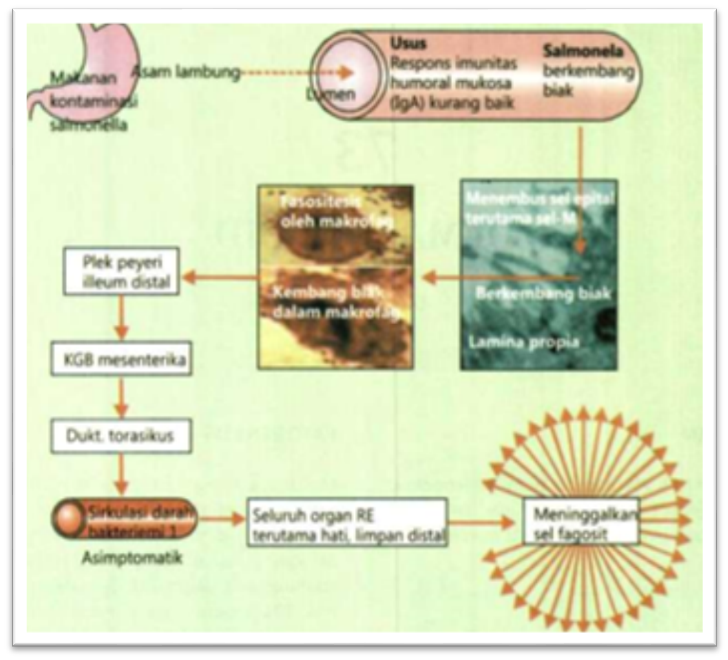 Makanan
kontaminasi
salmonella
Asam lambung
Lumen
Usus
Respons imunitas
humoral mukosa
(IgA) kurang baik
Salmonela
berkembang
biak
Menembus sel epital
terutama sel-M
Berkembang biak
Lamina propia
Fasositesis
oleh makrofag
Kembang biak
dalam makrofag
Plek peyeri
illeum distal
KGB mesenterika
Dukt. torasikus
Sirkulasi darah
bakteriemi 1
Asimptomatik
Seluruh organ RE
terutama hati, limpan distal
Meninggalkan
sel fagosit